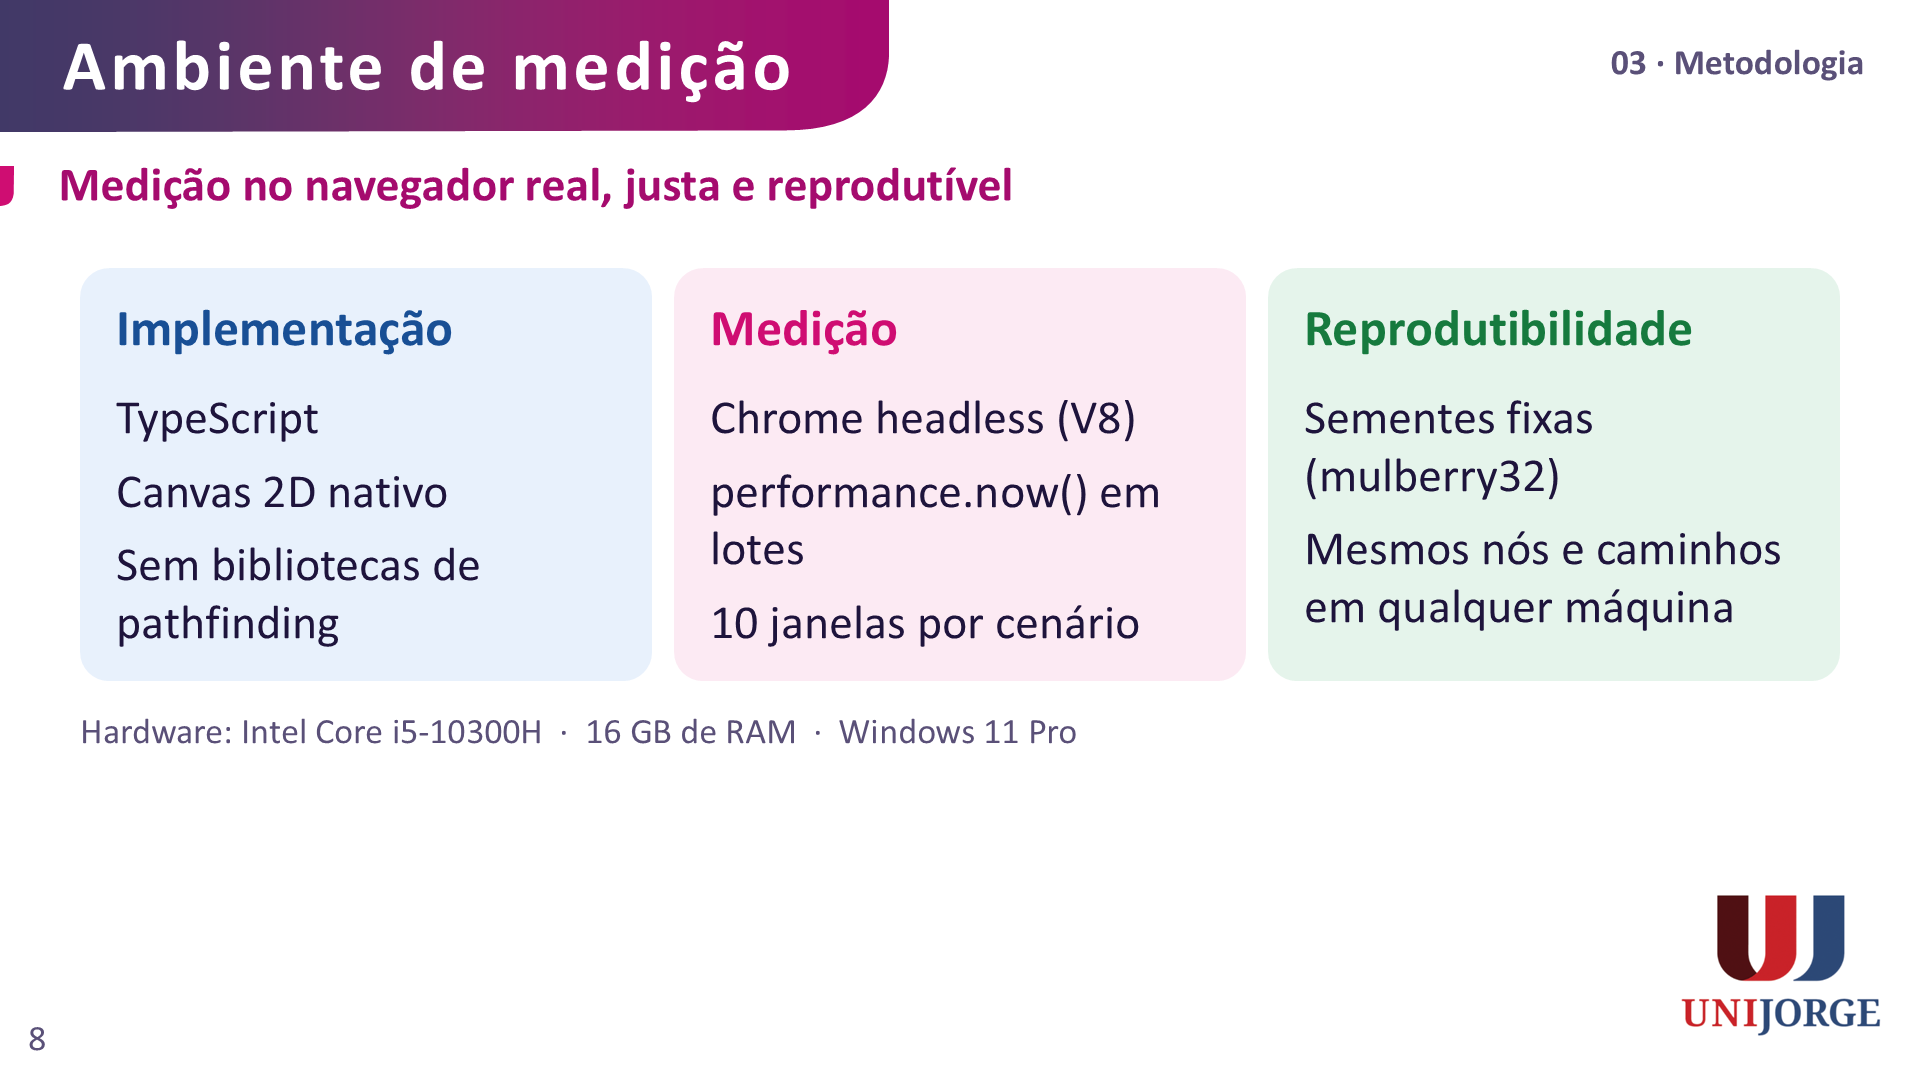 Ambiente de medição
03 · Metodologia
Medição no navegador real, justa e reprodutível
Implementação
TypeScript
Canvas 2D nativo
Sem bibliotecas de
pathfinding
Medição
Chrome headless (V8)
performance.now() em
lotes
10 janelas por cenário
Reprodutibilidade
Sementes fixas
(mulberry32)
Mesmos nós e caminhos
em qualquer máquina
Hardware: Intel Core i5-10300H · 16 GB de RAM · Windows 11 Pro
UNIJORGE
8